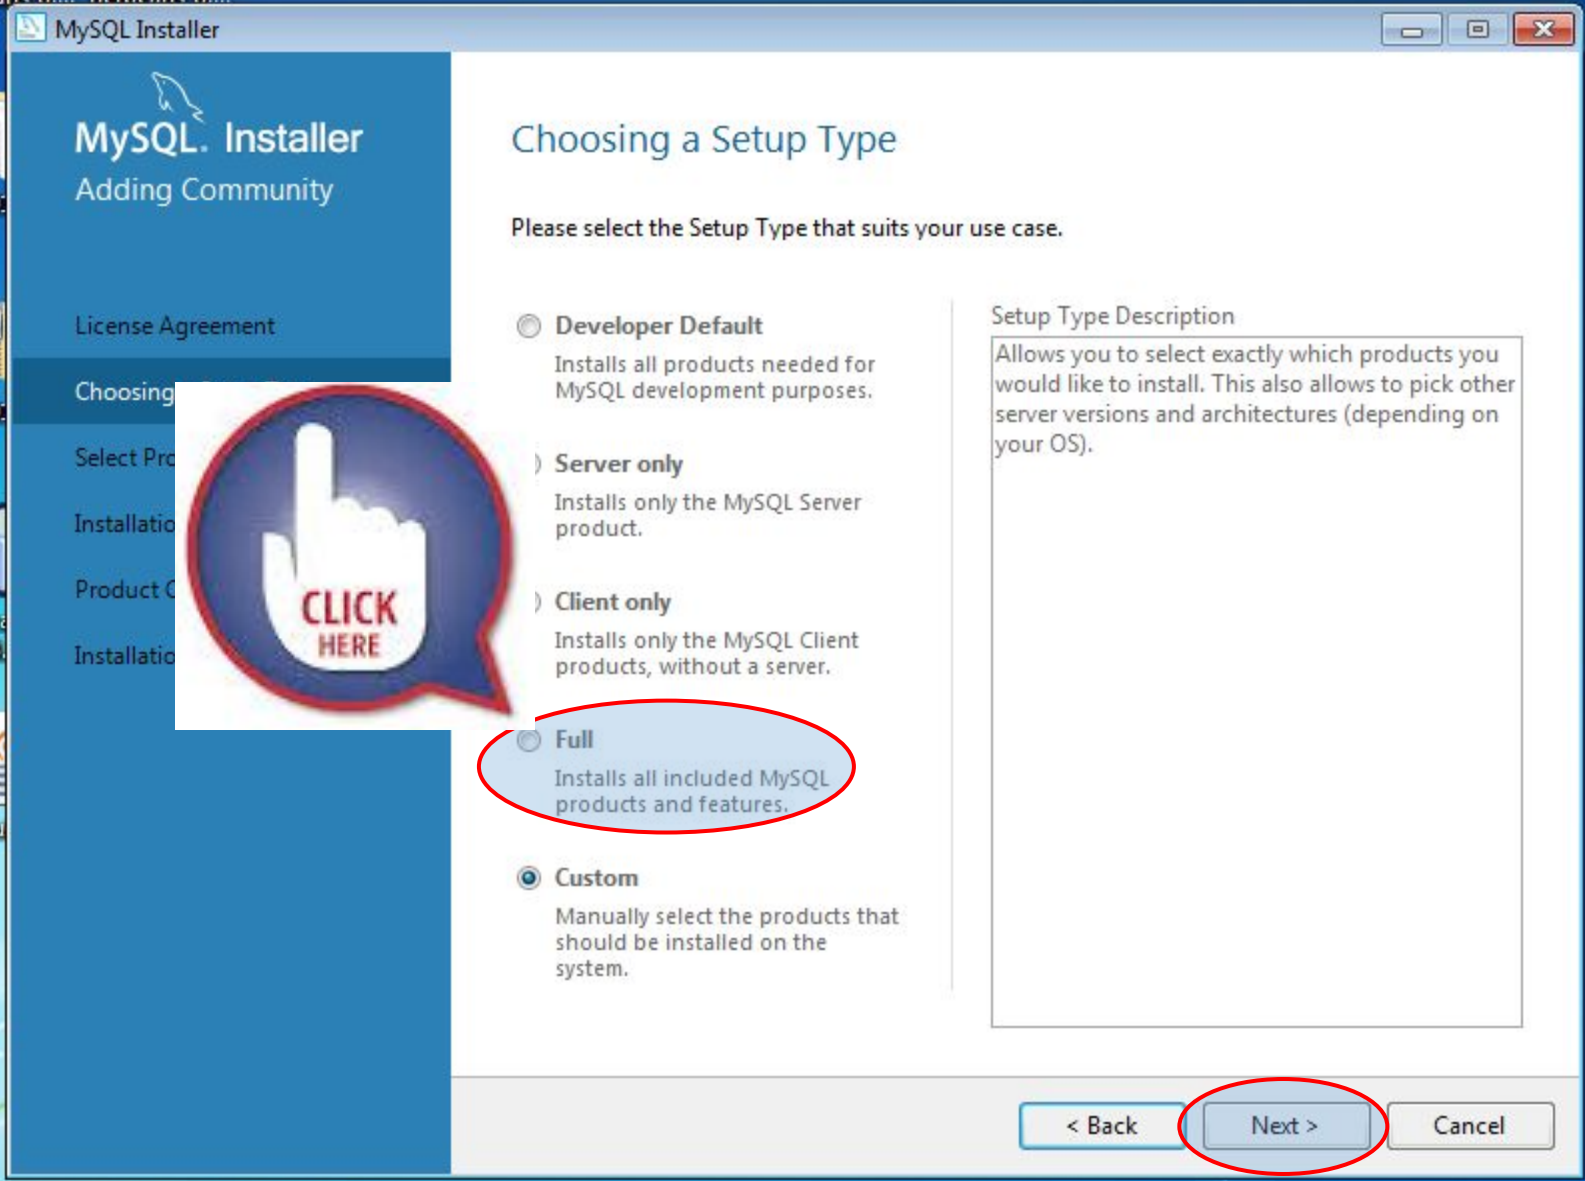 MySQL Installer
MySQL. Installer
Adding Community
License Agreement
Choosing
Select
Product
CLICK
HERE
Choosing a Setup Type
Please select the Setup Type that suits your use case.
Developer Default
Installs all products needed for
MySQL development purposes.
Server only
Installs only the MySQL Server
product.
Client only
Installs only the MySQL Client
products, without a server.
Full
Installs all included MySQL
products and features.
Custom
Manually select the products that
should be installed on the
system.
Setup Type Description
Allows you to select exactly which products you
would like to install. This also allows to pick other
server versions and architectures (depending on
your OS).
< Back
Next >
Cancel